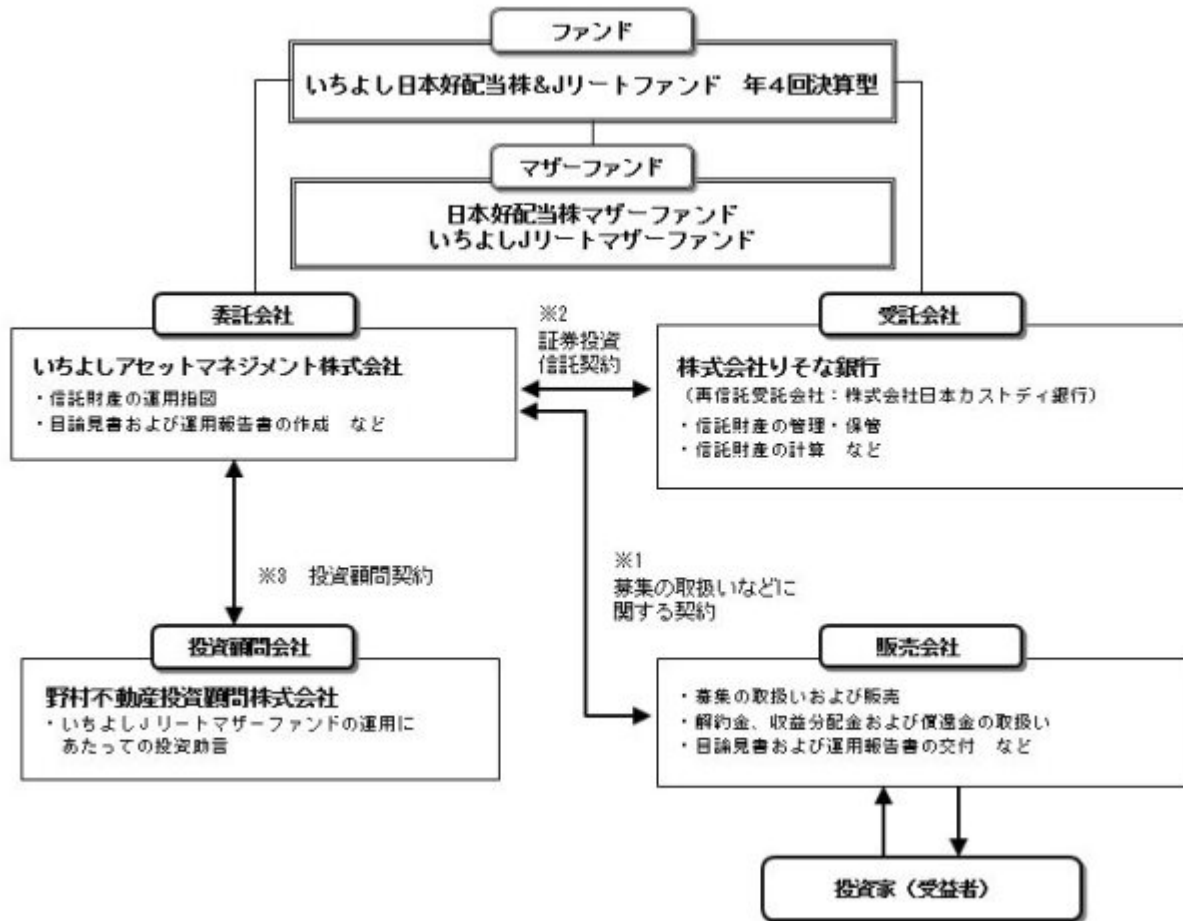 ファンド
いちよし日本好配当株&Jリートファンド　年4回決算型
マザーファンド
日本好配当株マザーファンド
いちよしJリートマザーファンド
委託会社
いちよしアセットマネジメント株式会社
・信託財産の運用指図
・目論見書および運用報告書の作成　など
※2
証券投資
信託契約
受託会社
株式会社りそな銀行
（再信託受託会社：株式会社日本カストディ銀行）
・信託財産の管理・保管
・信託財産の計算　など
※3　投資顧問契約
※1
募集の取扱いなどに
関する契約
投資顧問会社
野村不動産投資顧問株式会社
・いちよしJリートマザーファンドの運用に
あたっての投資助言
販売会社
・募集の取扱いおよび販売
・解約金、収益分配金および償還金の取扱い
・目論見書および運用報告書の交付　など
投資家（受益者）